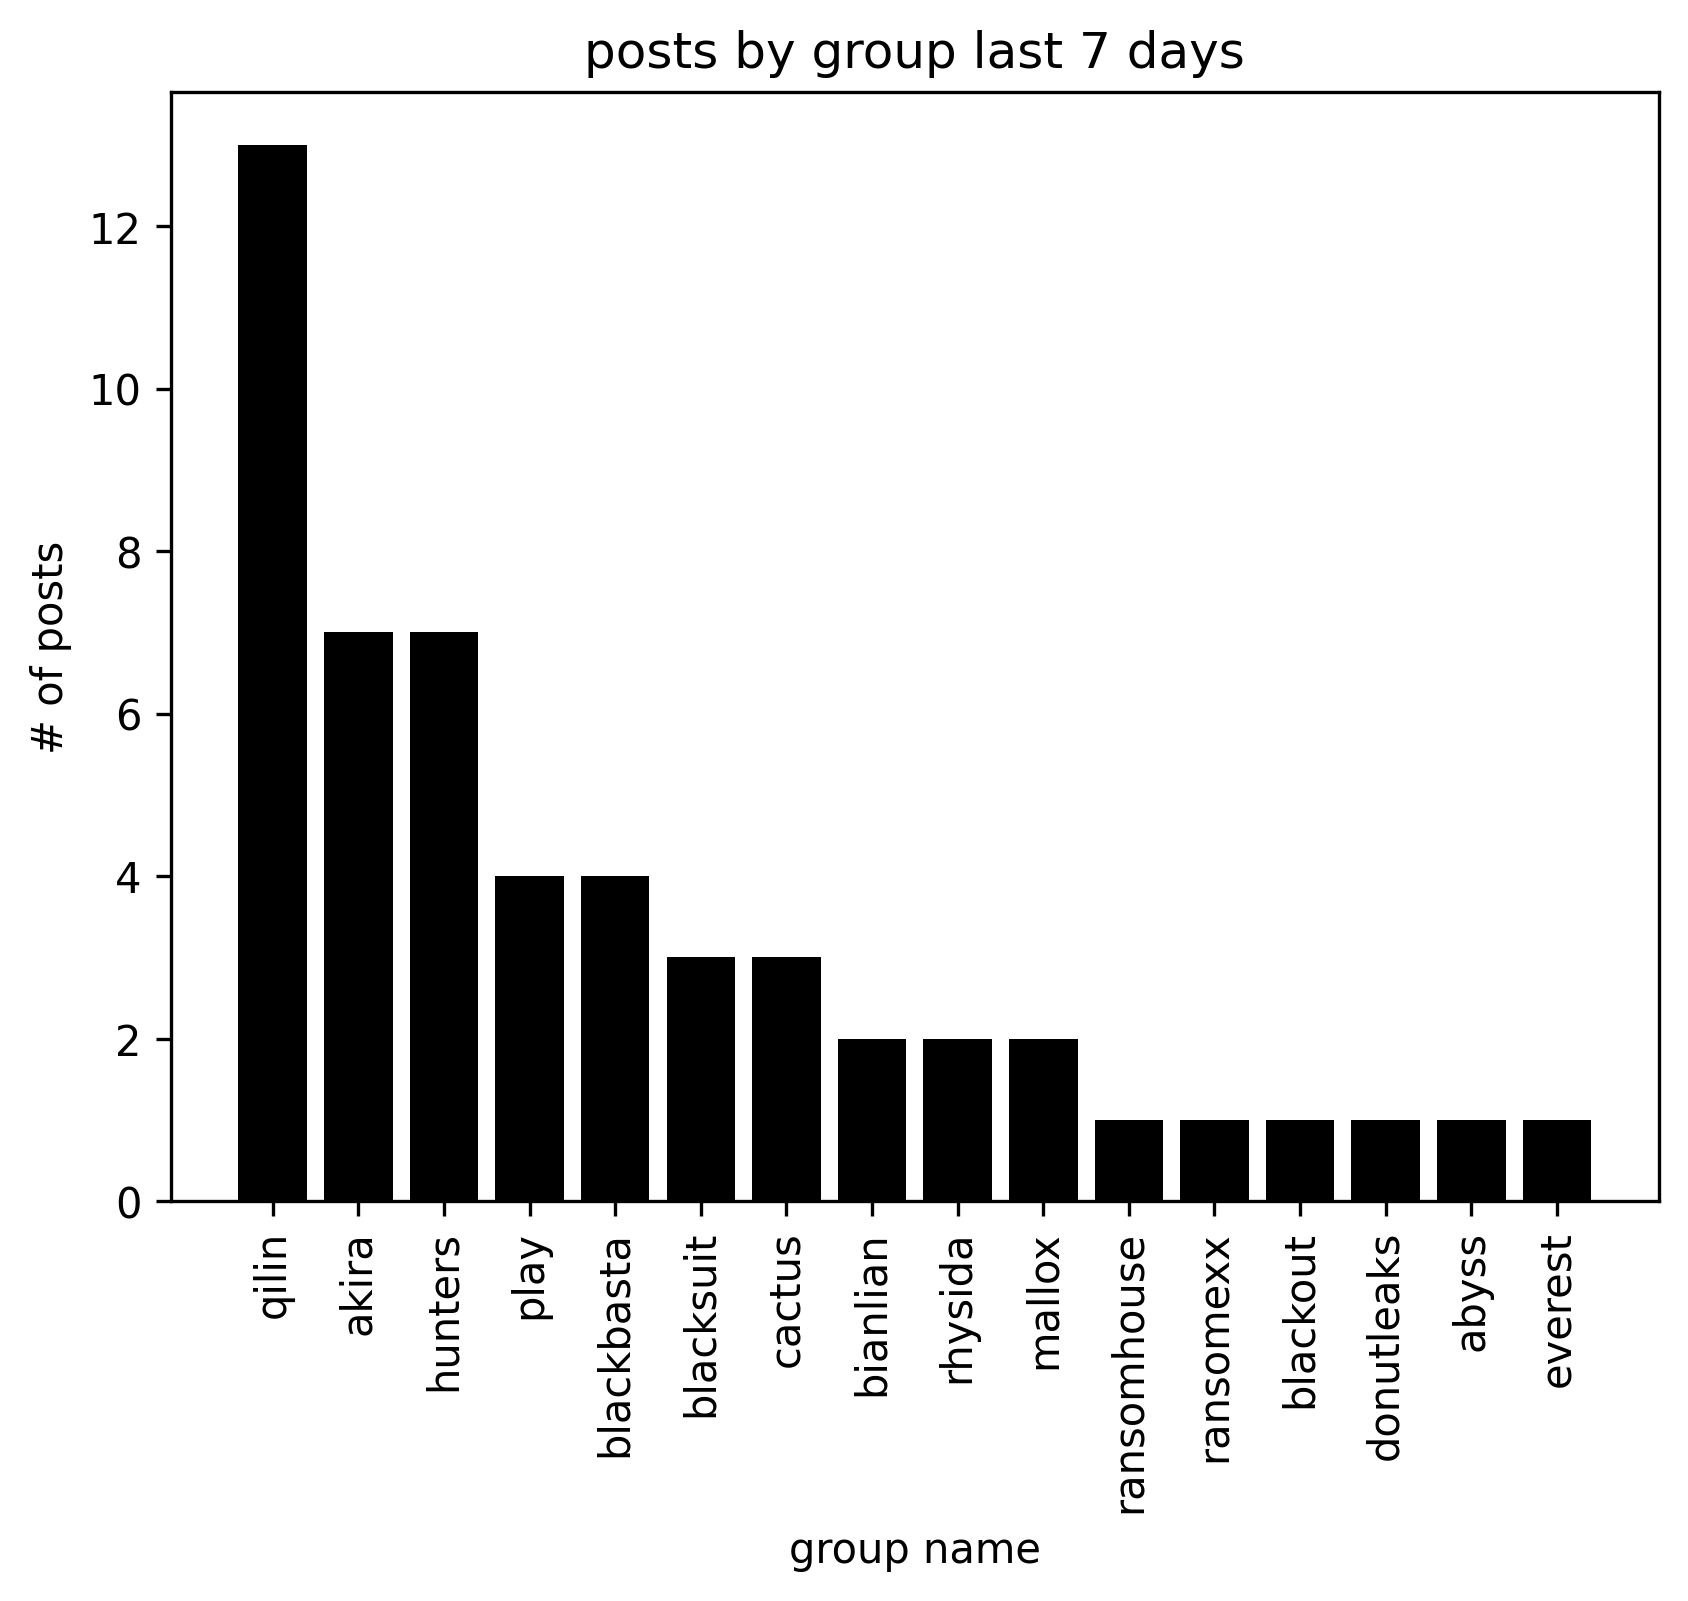 posts by group last 7 days
# of posts
12
10
8
6
4
2
0
qilin
akira
hunters
play
blackbasta
blacksuit
cactus
bianlian
rhysida
mallox
ransomhouse
ransomexx
blackout
donutleaks
abyss
everest
group name